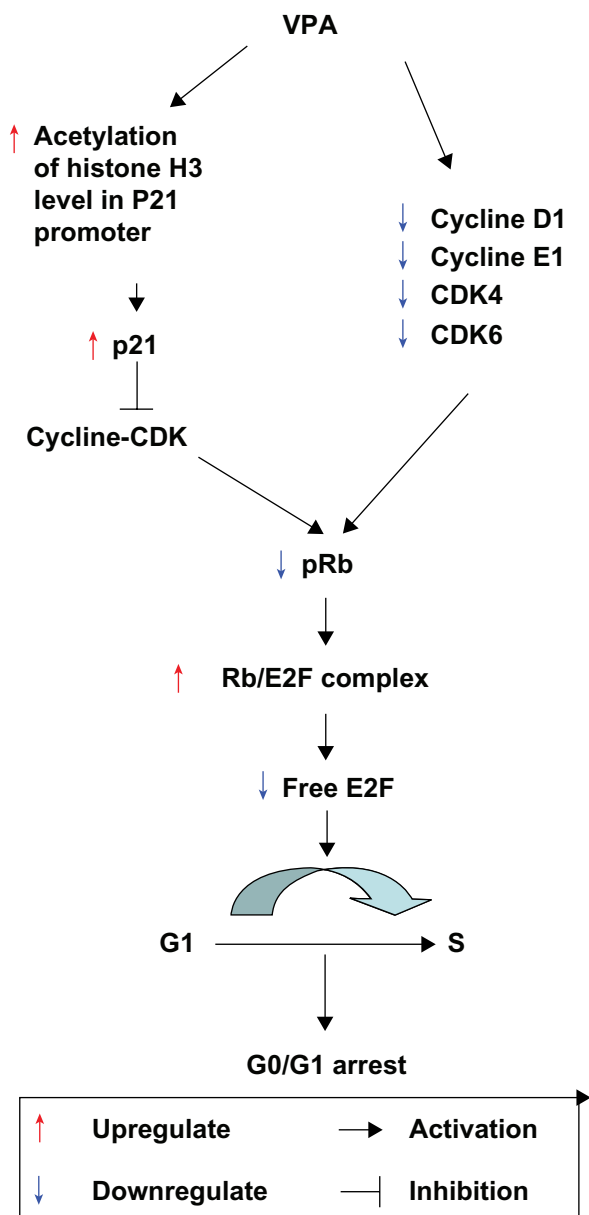 VPA
Acetylation
of histone H3
level in P21
promoter
Cycline D1
Cycline E1
CDK4
CDK6
p21
Cycline-CDK
pRb
Rb/E2F complex
Free E2F
G1
S
G0/G1 arrest
Upregulate
Activation
Downregulate
Inhibition